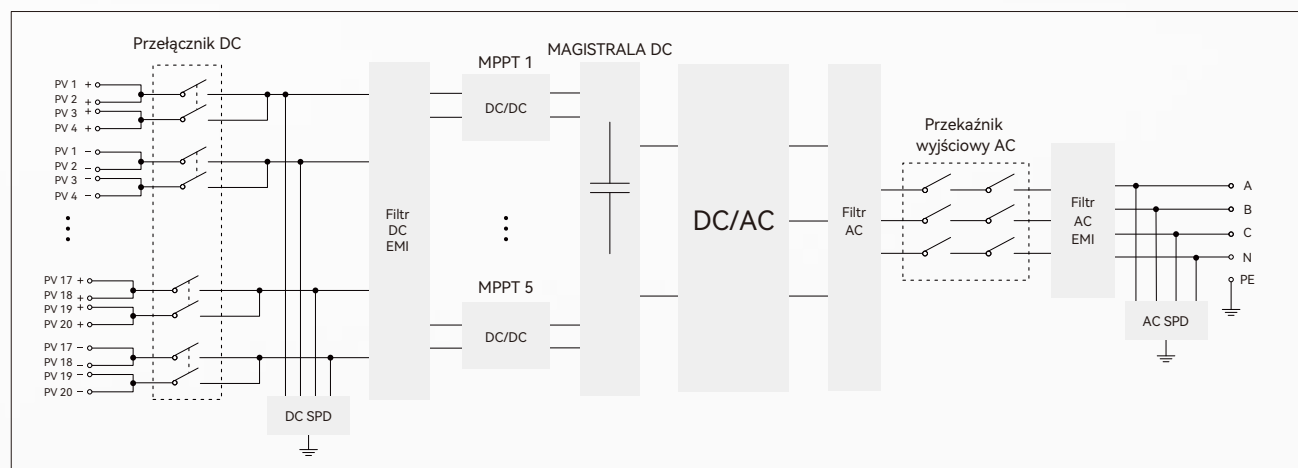 Przełącznik DC
PV 1 +
PV 2 +
PV 3 +
PV 4 +
PV 1 −
PV 2 −
PV 3 −
PV 4 −
PV 17 +
PV 18 +
PV 19 +
PV 20 +
PV 17 −
PV 18 −
PV 19 −
PV 20 −
DC SPD
Filtr
DC
EMI
MPPT 1
DC/DC
MPPT 5
DC/DC
MAGISTRALA DC
DC/AC
Filtr
AC
Przekaźnik
wyjściowy AC
Filtr
AC
EMI
A
B
C
N
PE
AC SPD